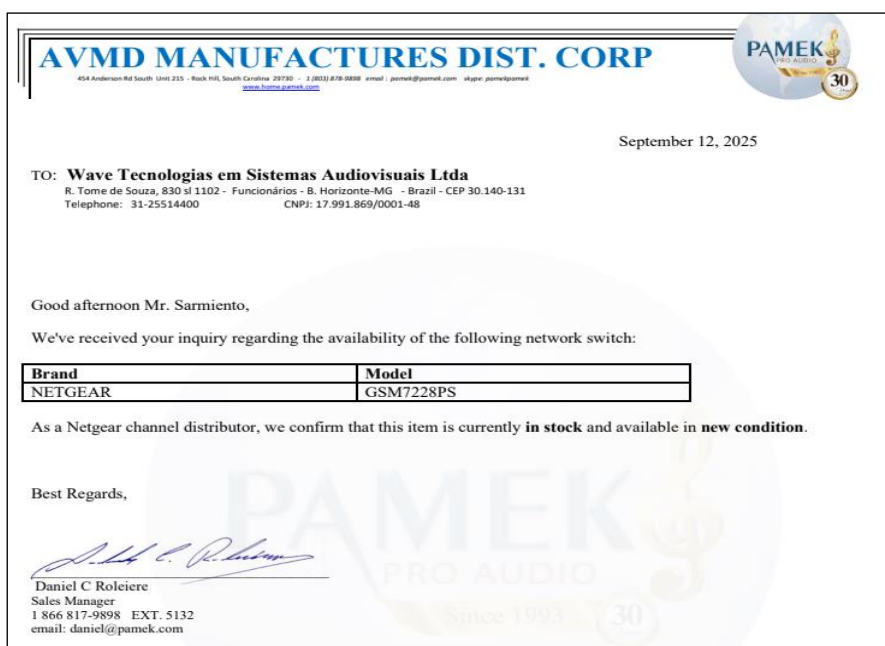 AVMD MANUFACTURES DIST. CORP
454 Anderson Rd South Unit 215 - Rock Hill, South Carolina 29730 - 1 (803) 878-9898 email : pamek@pamek.com skype: pamekpamek
www.home.pamek.com
PAMEK
PRO AUDIO
30
September 12, 2025
TO: Wave Tecnologias em Sistemas Audiovisuais Ltda
R. Tome de Souza, 830 sl 1102 - Funcionários - B. Horizonte-MG - Brazil - CEP 30.140-131
Telephone: 31-25514400 CNPJ: 17.991.869/0001-48
Good afternoon Mr. Sarmiento,
We've received your inquiry regarding the availability of the following network switch:
Brand Model
NETGEAR GSM7228PS
As a Netgear channel distributor, we confirm that this item is currently in stock and available in new condition.
Best Regards,
Daniel C Roleiere
Sales Manager
1 866 817-9898 EXT. 5132
email: daniel@pamek.com
PAMEK
PRO AUDIO
Since 1993
30